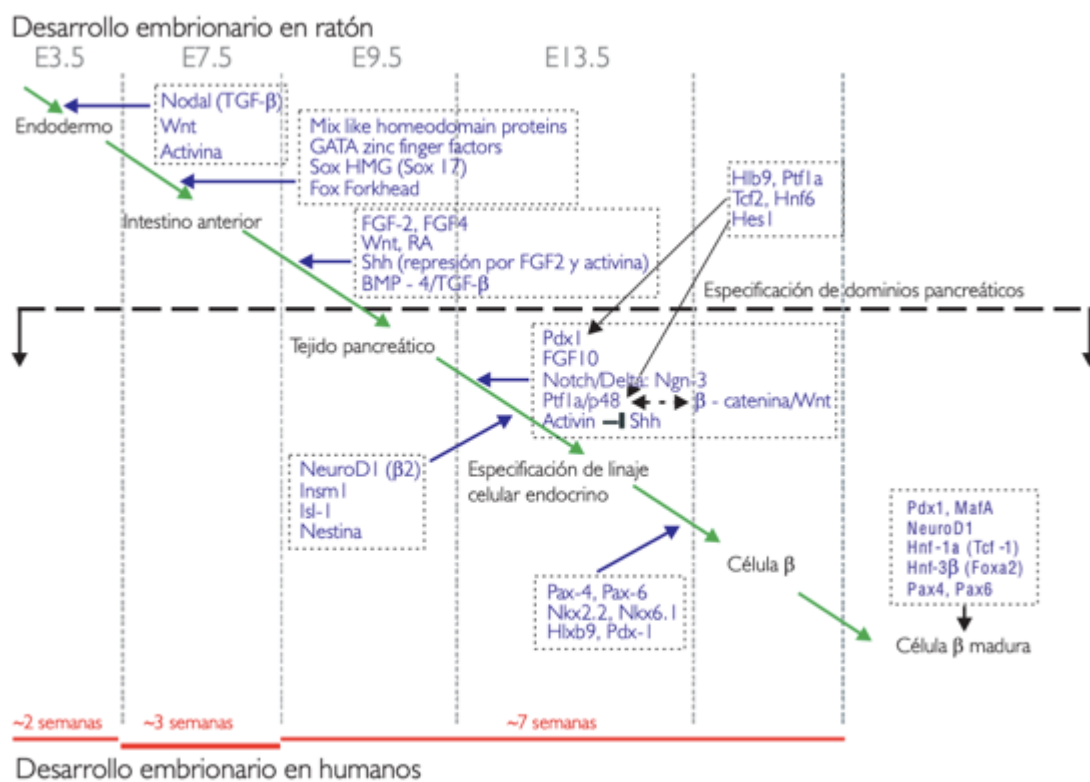 Desarrollo embrionario en ratón
E3.5 E7.5 E9.5 E13.5
Nodal (TGF-β)
Wnt
Activina
Endodermo
Mix like homeodomain proteins
GATA zinc finger factors
Sox HMG (Sox 17)
Fox Forkhead
Hlb9, Ptf1a
Tcf2, Hnf6
Hes1
Intestino anterior
FGF-2, FGF4
Wnt, RA
Shh (represión por FGF2 y activina)
BMP - 4/TGF-β
Especificación de dominios pancreáticos
Tejido pancreático
Pdx1
FGF10
Notch/Delta: Ngn-3
Ptf1a/p48 β - catenina/Wnt
Activin Shh
NeuroD1 (β2)
Insm1
Isl-1
Nestina
Especificación de linaje
celular endocrino
Pax-4, Pax-6
Nkx2.2, Nkx6.1
Hlxb9, Pdx-1
Célula β
Pdx1, MafA
NeuroD1
Hnf-1a (Tcf -1)
Hnf-3β (Foxa2)
Pax4, Pax6
Célula β madura
~2 semanas ~3 semanas ~7 semanas
Desarrollo embrionario en humanos